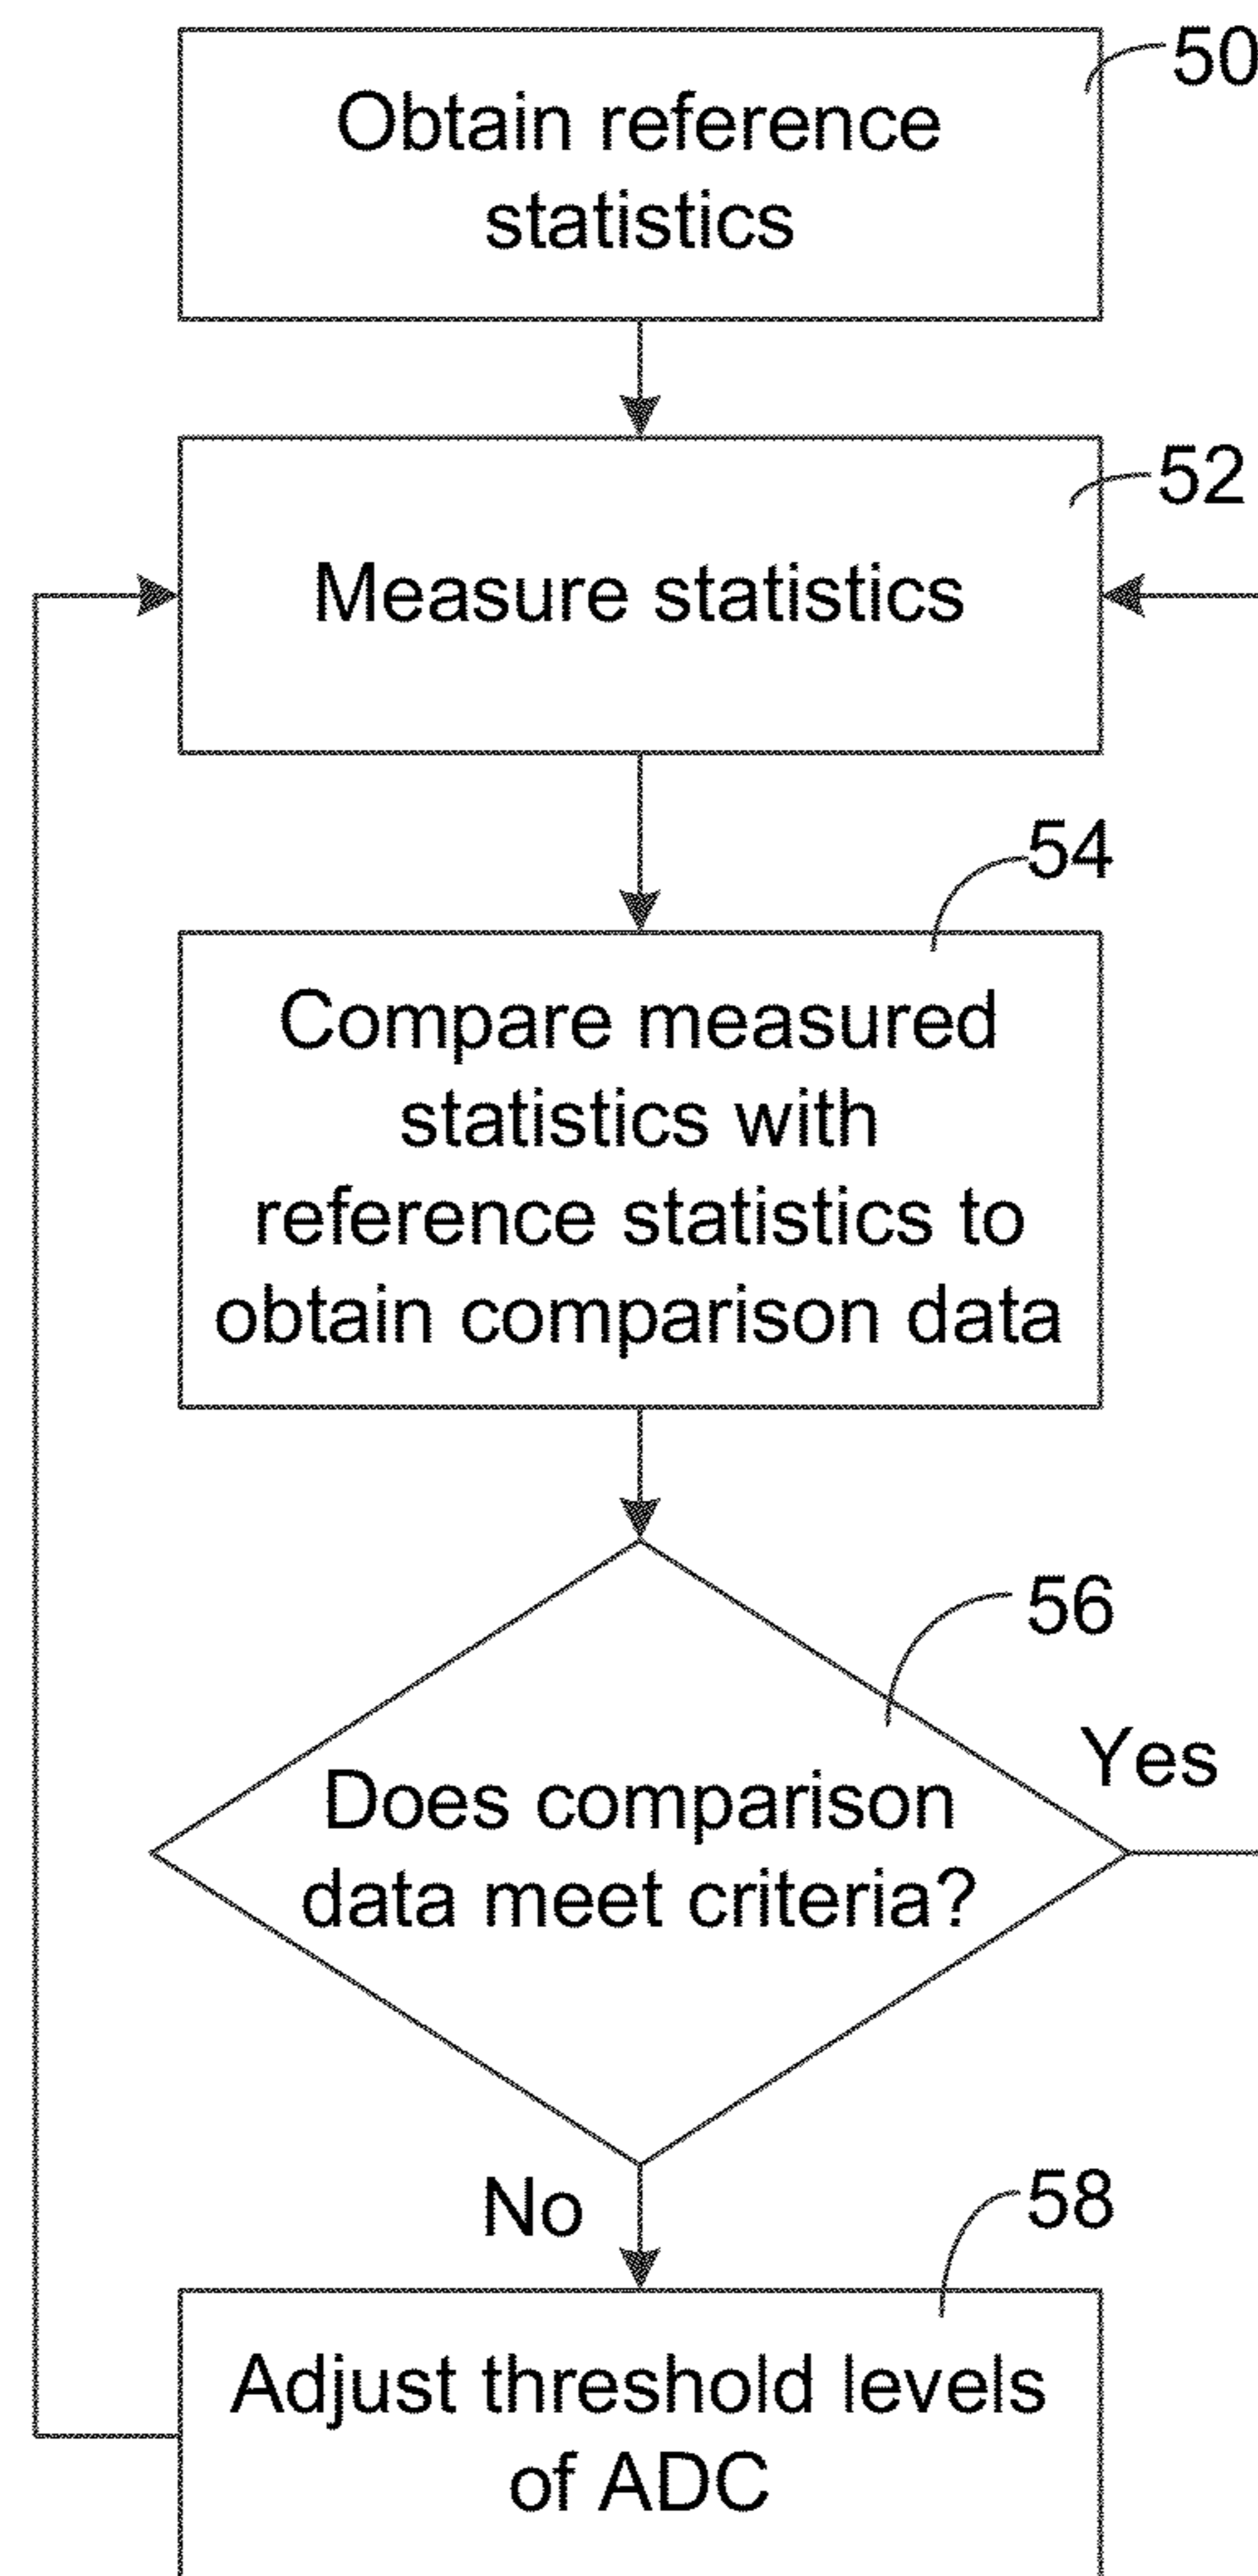 50
Obtain reference
statistics
52
Measure statistics
54
Compare measured
statistics with
reference statistics to
obtain comparison data
56
Yes
Does comparison
data meet criteria?
No
58
Adjust threshold levels
of ADC